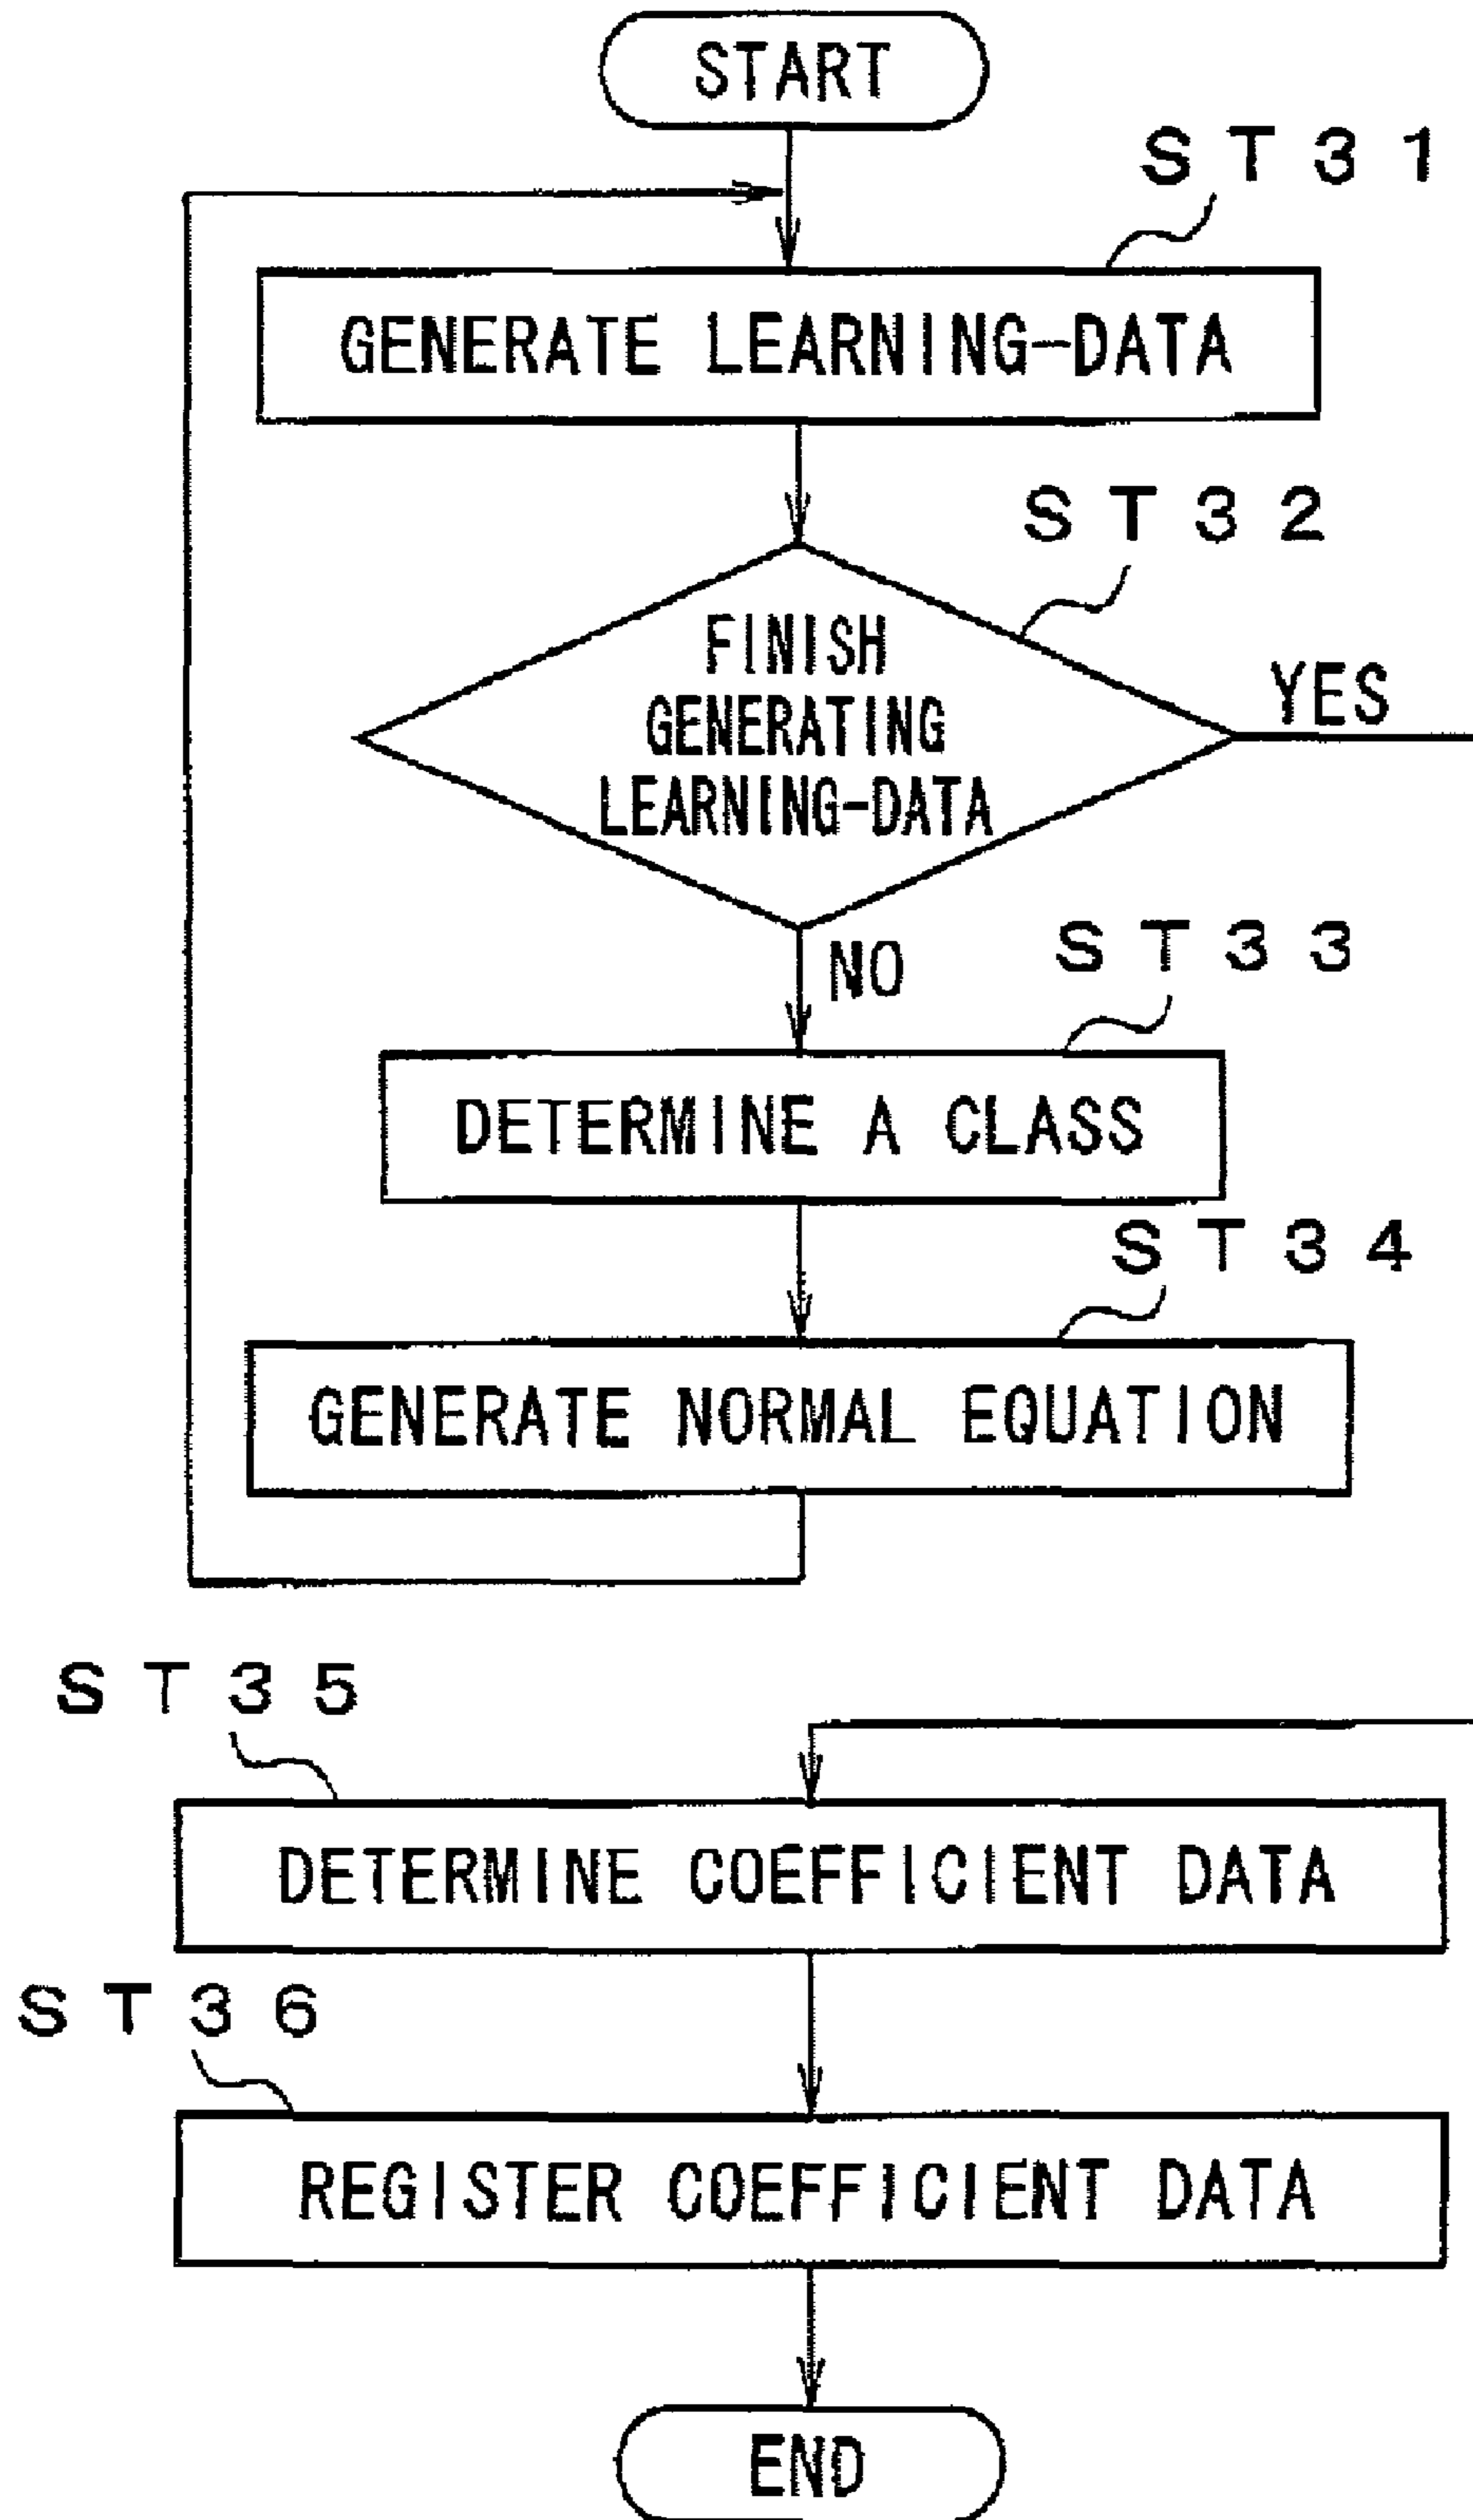 START
ST31
GENERATE LEARNING-DATA
ST32
FINISH
GENERATING
LEARNING-DATA
YES
NO
ST33
DETERMINE A CLASS
ST34
GENERATE NORMAL EQUATION
ST35
DETERMINE COEFFICIENT DATA
ST36
REGISTER COEFFICIENT DATA
END